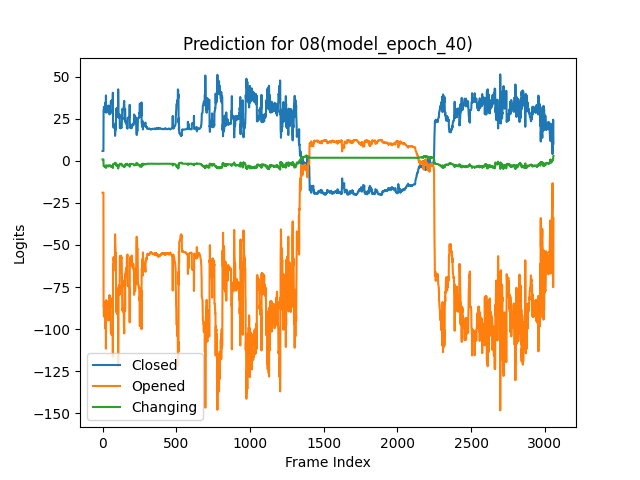 Prediction for 08(model_epoch_40)
50
25
0
−25
−50
−75
−100
−125
−150
Logits
Closed
Opened
Changing
0 500 1000 1500 2000 2500 3000
Frame Index